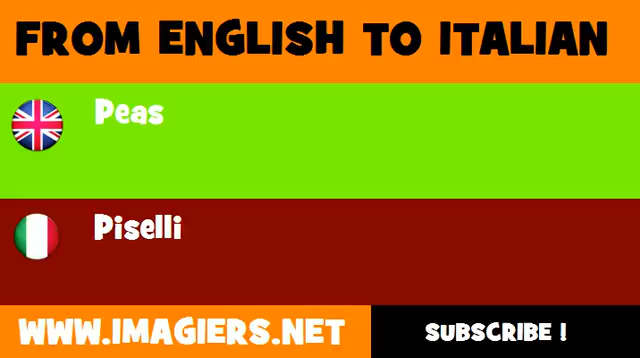 FROM ENGLISH TO ITALIAN
Peas
Piselli
WWW.IMAGIERS.NET
SUBSCRIBE !